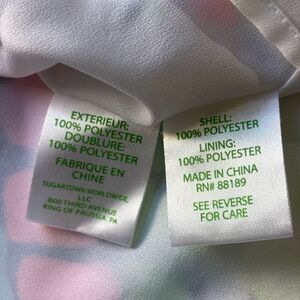 EXTERIEUR:
100% POLYESTER
DOUBLURE:
100% POLYESTER
FABRIQUE EN
CHINE
SUGARTOWN WORLDWIDE
LLC
800 THIRD AVENUE
KING OF PRUSSIA, PA
SHELL:
100% POLYESTER
LINING:
100% POLYESTER
MADE IN CHINA
RN# 88189
SEE REVERSE
FOR CARE